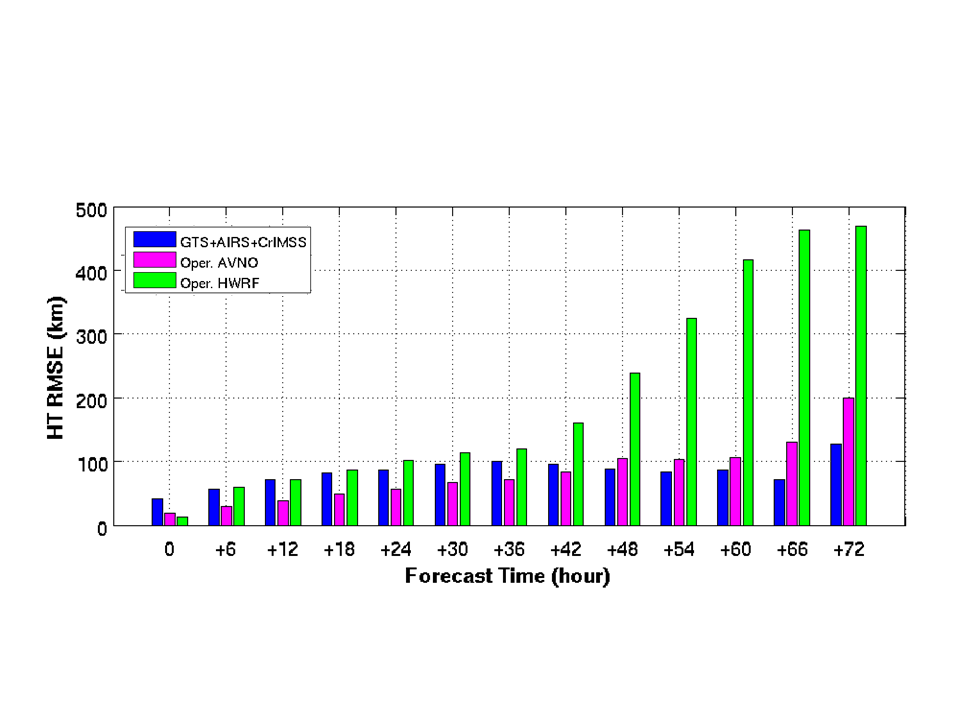 500
400
300
200
100
0
HT RMSE (km)
GTS+AIRS+CrIMSS
Oper. AVNO
Oper. HWRF
0 +6 +12 +18 +24 +30 +36 +42 +48 +54 +60 +66 +72
Forecast Time (hour)